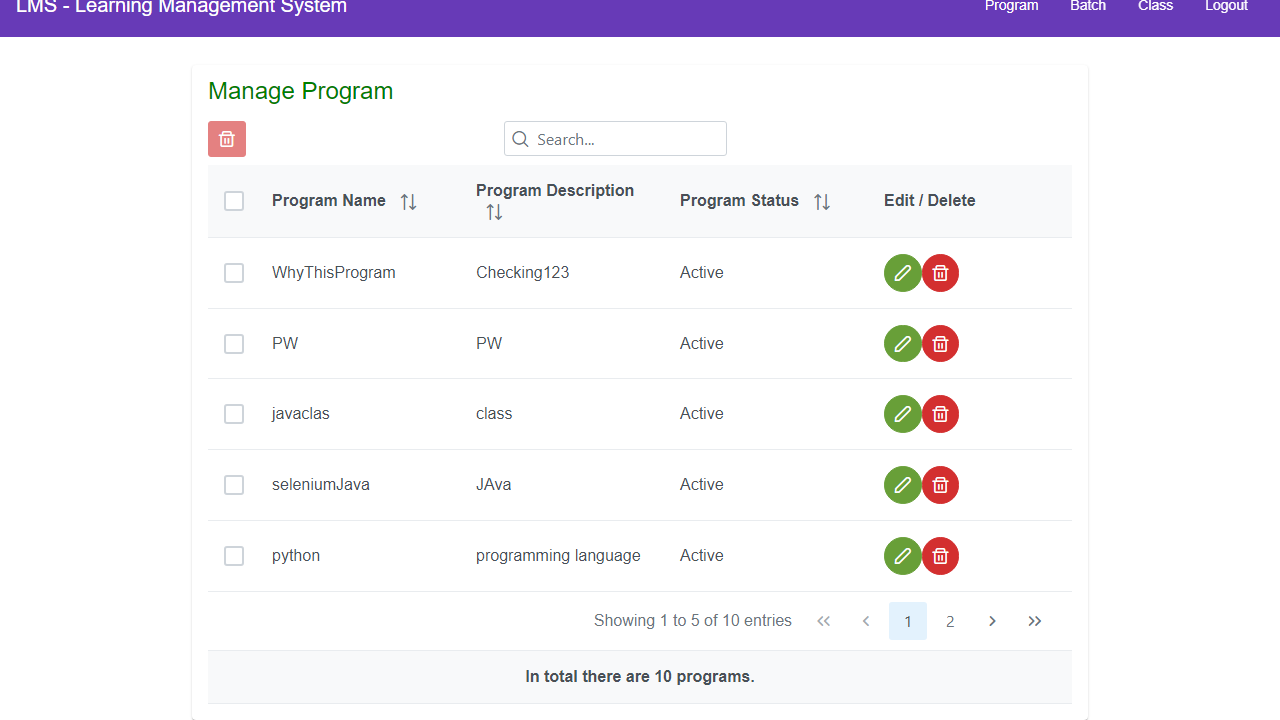 LMS - Learning Management System Program Batch Class Logout
Manage Program
Search...
Program Name Program Description Program Status Edit / Delete
WhyThisProgram Checking123 Active
PW PW Active
javaclas class Active
seleniumJava JAva Active
python programming language Active
Showing 1 to 5 of 10 entries 1 2
In total there are 10 programs.